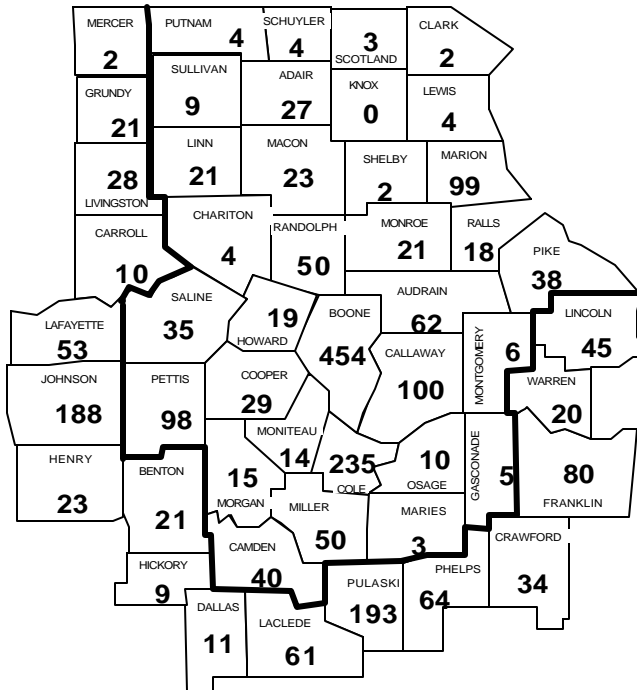 MERCER
2
PUTNAM
4
SCHUYLER
4
3
SCOTLAND
CLARK
2
GRUNDY
21
SULLIVAN
9
ADAIR
27
KNOX
0
LEWIS
4
28
LIVINGSTON
LINN
21
MACON
23
SHELBY
2
MARION
99
CARROLL
10
CHARITON
4
RANDOLPH
50
MONROE
21
RALLS
18
PIKE
38
LAFAYETTE
53
SALINE
35
19
HOWARD
BOONE
454
AUDRAIN
62
CALLAWAY
100
MONTGOMERY
6
LINCOLN
45
JOHNSON
188
PETTIS
98
COOPER
29
WARREN
20
HENRY
23
BENTON
21
15
MORGAN
MONITEAU
14
235
COLE
10
OSAGE
GASCONADE
5
80
FRANKLIN
HICKORY
9
CAMDEN
40
MILLER
50
MARIES
3
CRAWFORD
34
DALLAS
11
LACLEDE
61
PULASKI
193
PHELPS
64